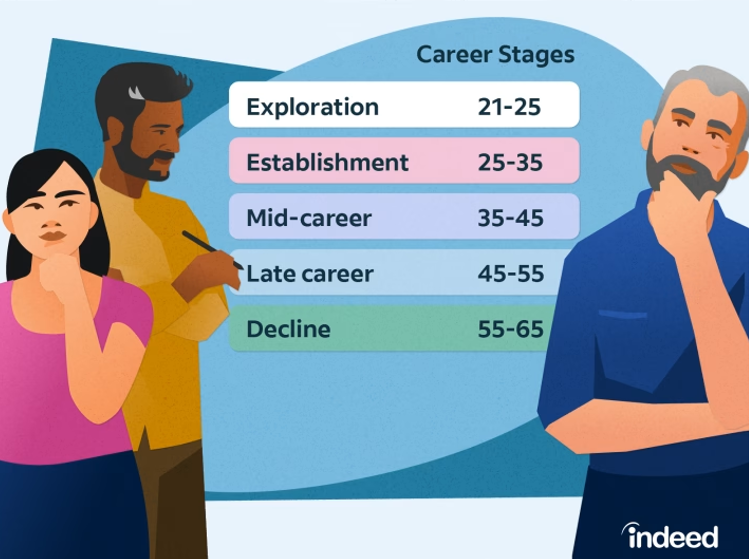 Career Stages
Exploration 21-25
Establishment 25-35
Mid-career 35-45
Late career 45-55
Decline 55-65
indeed